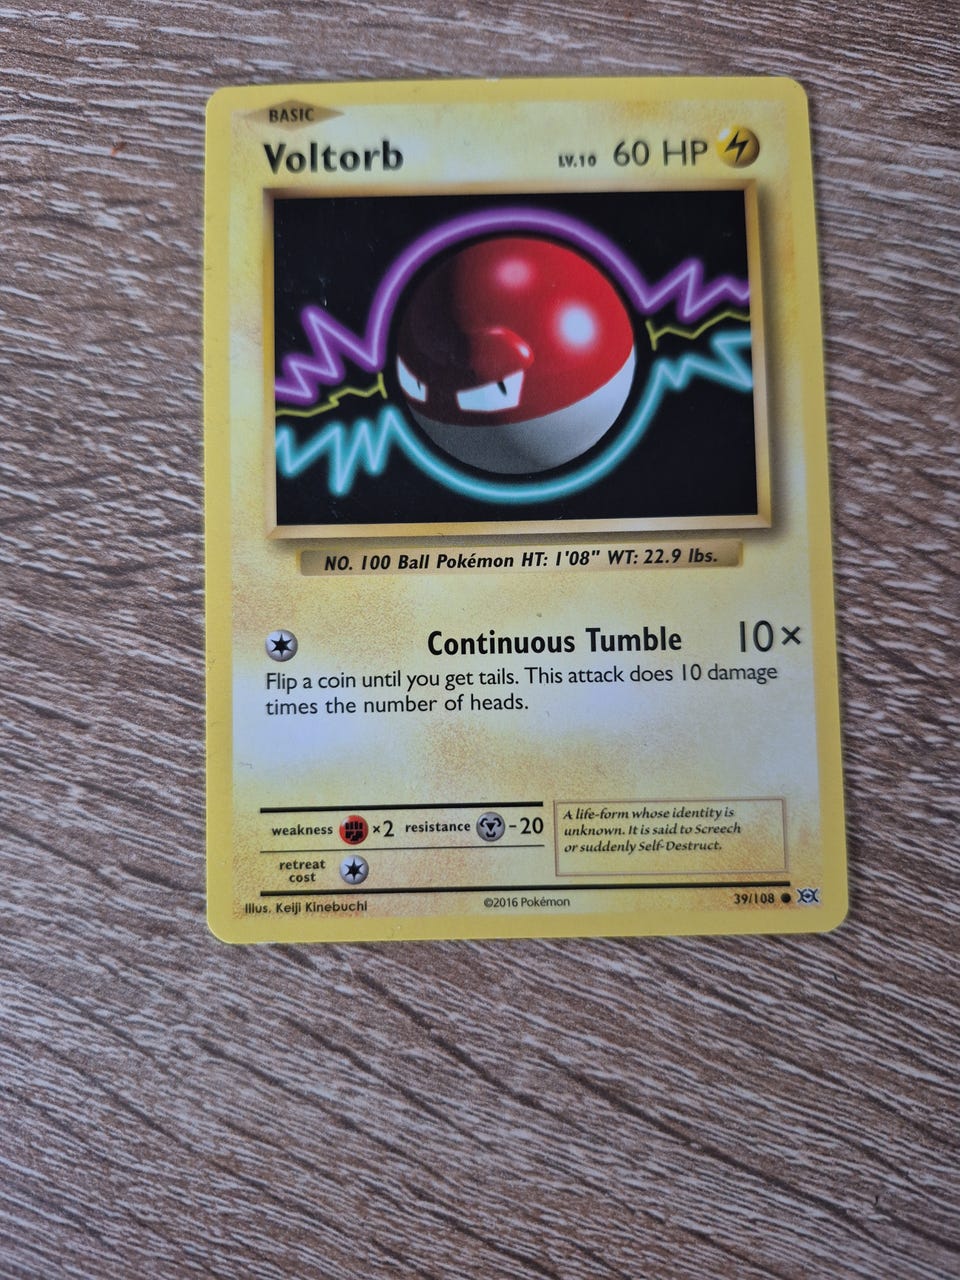 BASIC
Voltorb LV.10 60 HP
NO. 100 Ball Pokémon HT: 1'08" WT: 22.9 lbs.
Continuous Tumble 10×
Flip a coin until you get tails. This attack does 10 damage
times the number of heads.
weakness ×2 resistance -20
retreat
cost
A life-form whose identity is
unknown. It is said to Screech
or suddenly Self-Destruct.
Illus. Keiji Kinebuchi ©2016 Pokémon 39/108